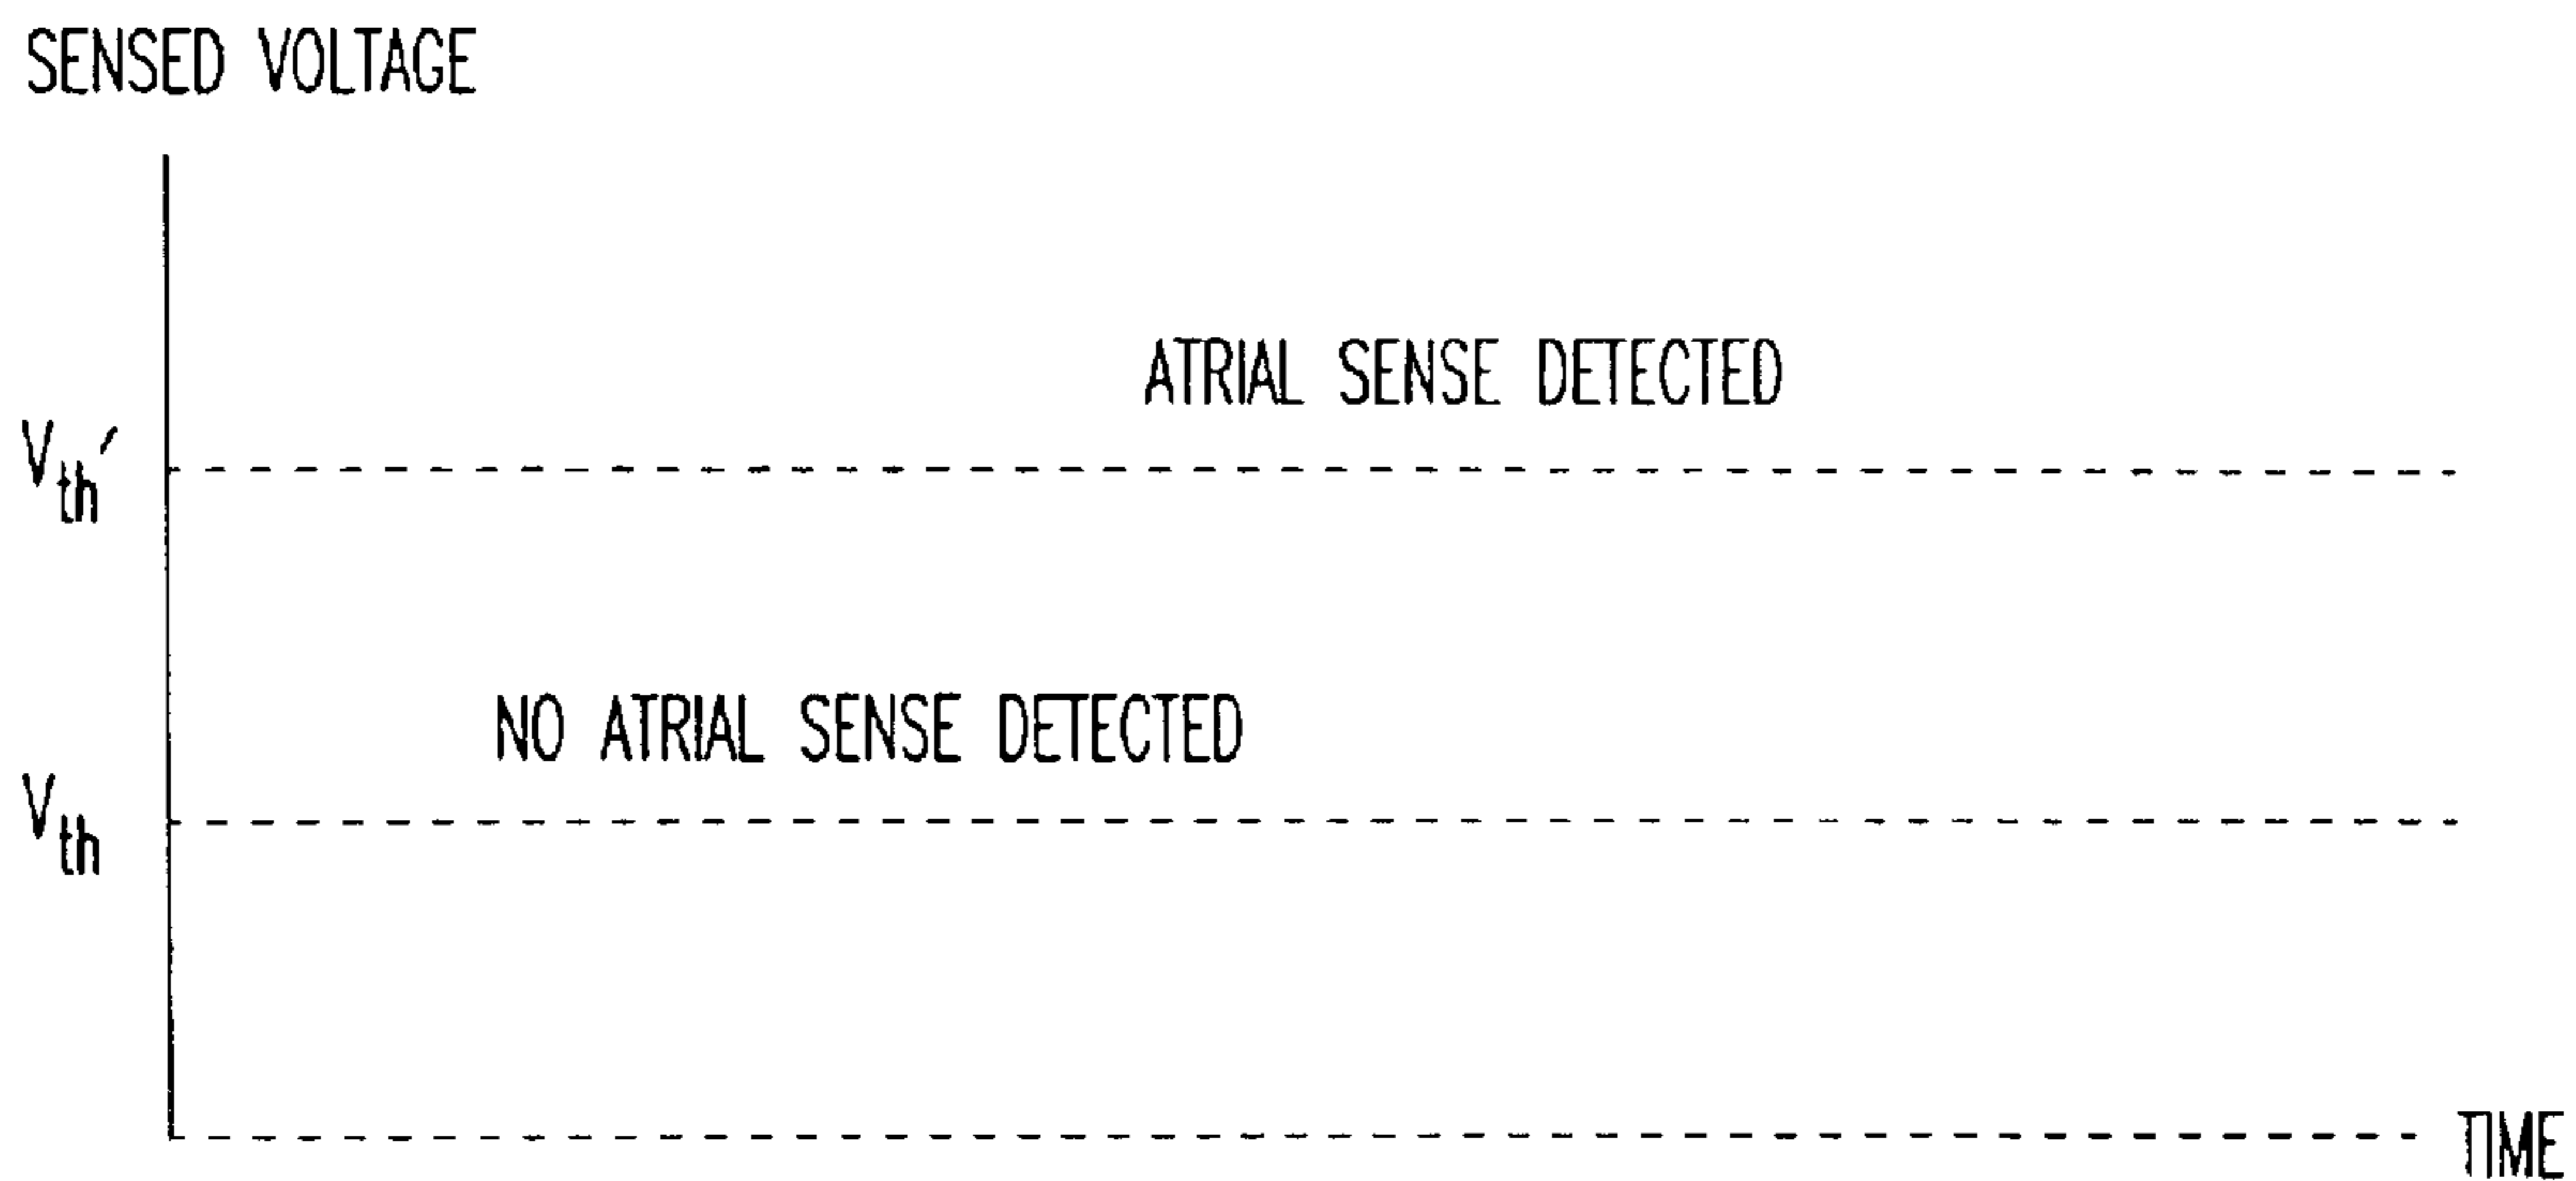 SENSED VOLTAGE
ATRIAL SENSE DETECTED
Vth′
NO ATRIAL SENSE DETECTED
Vth
TIME